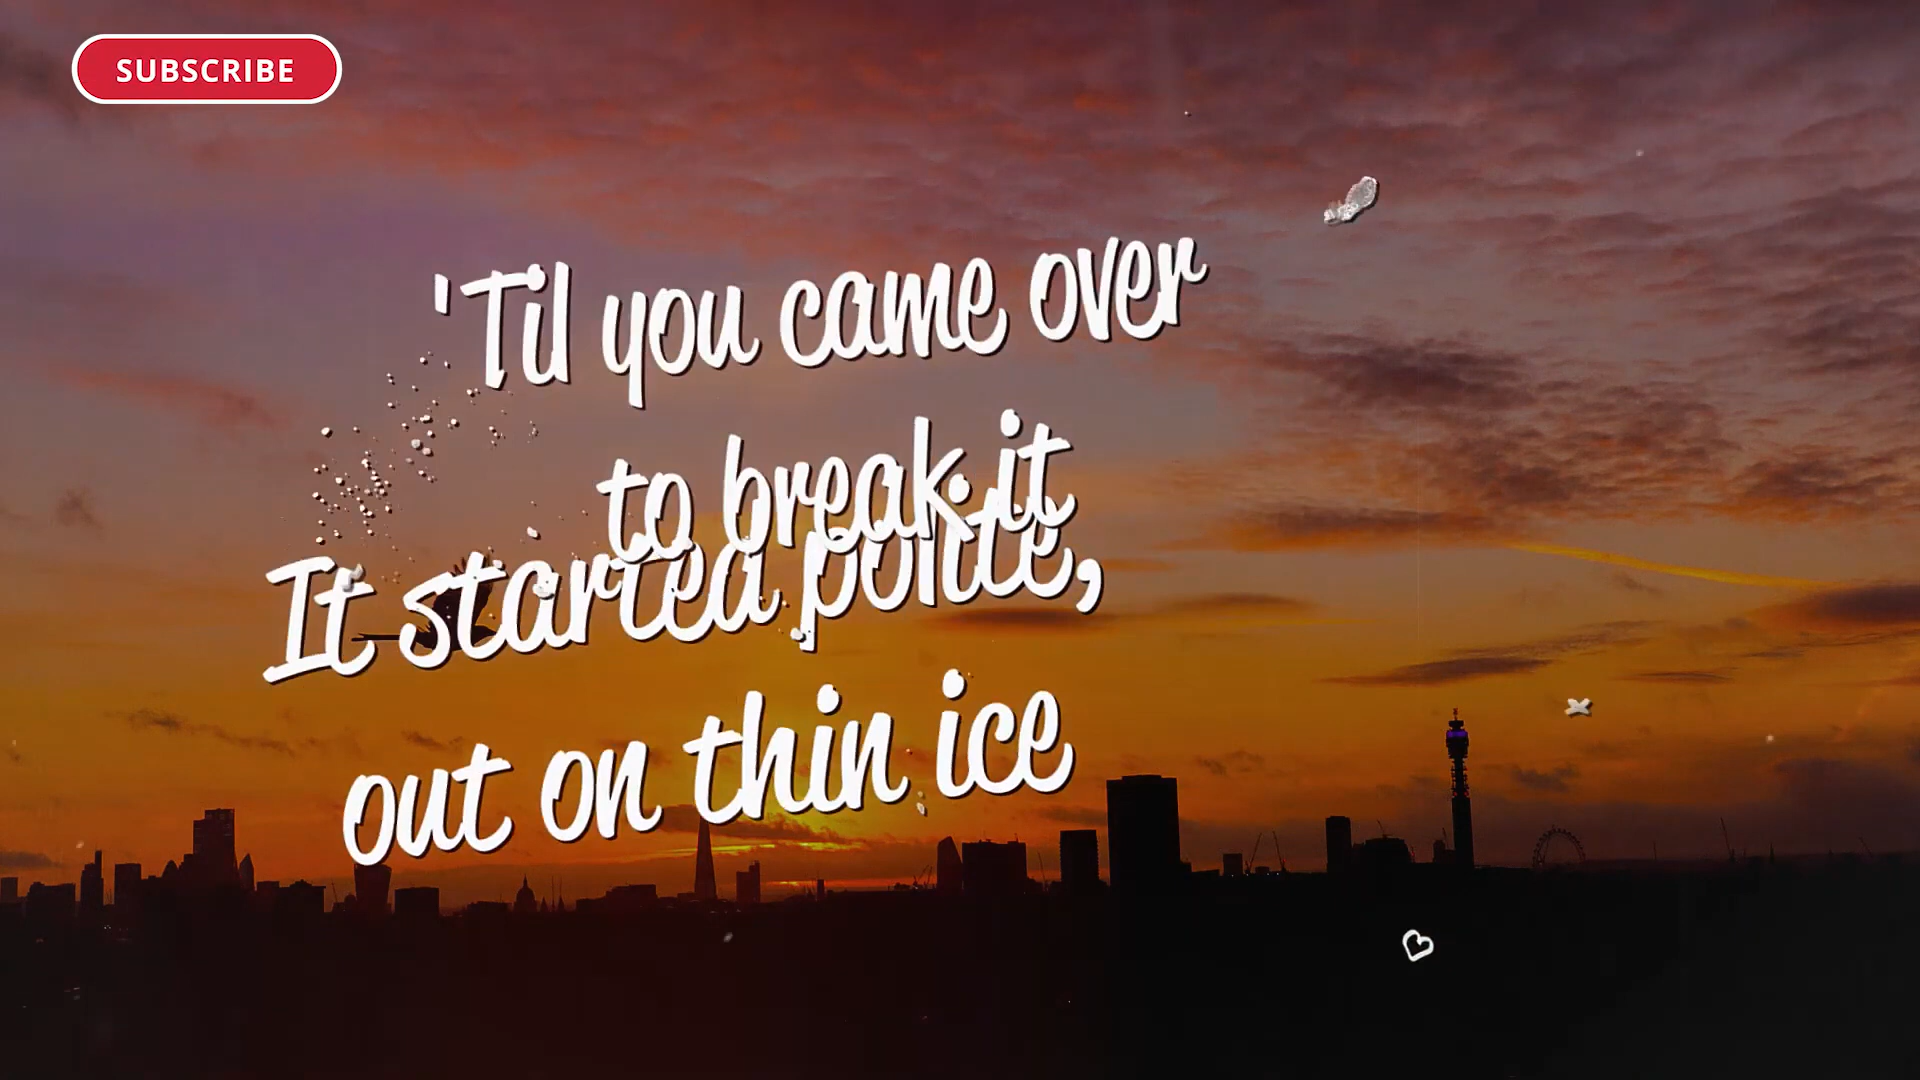 SUBSCRIBE
'Til you came over
to break it
It started polite,
out on thin ice